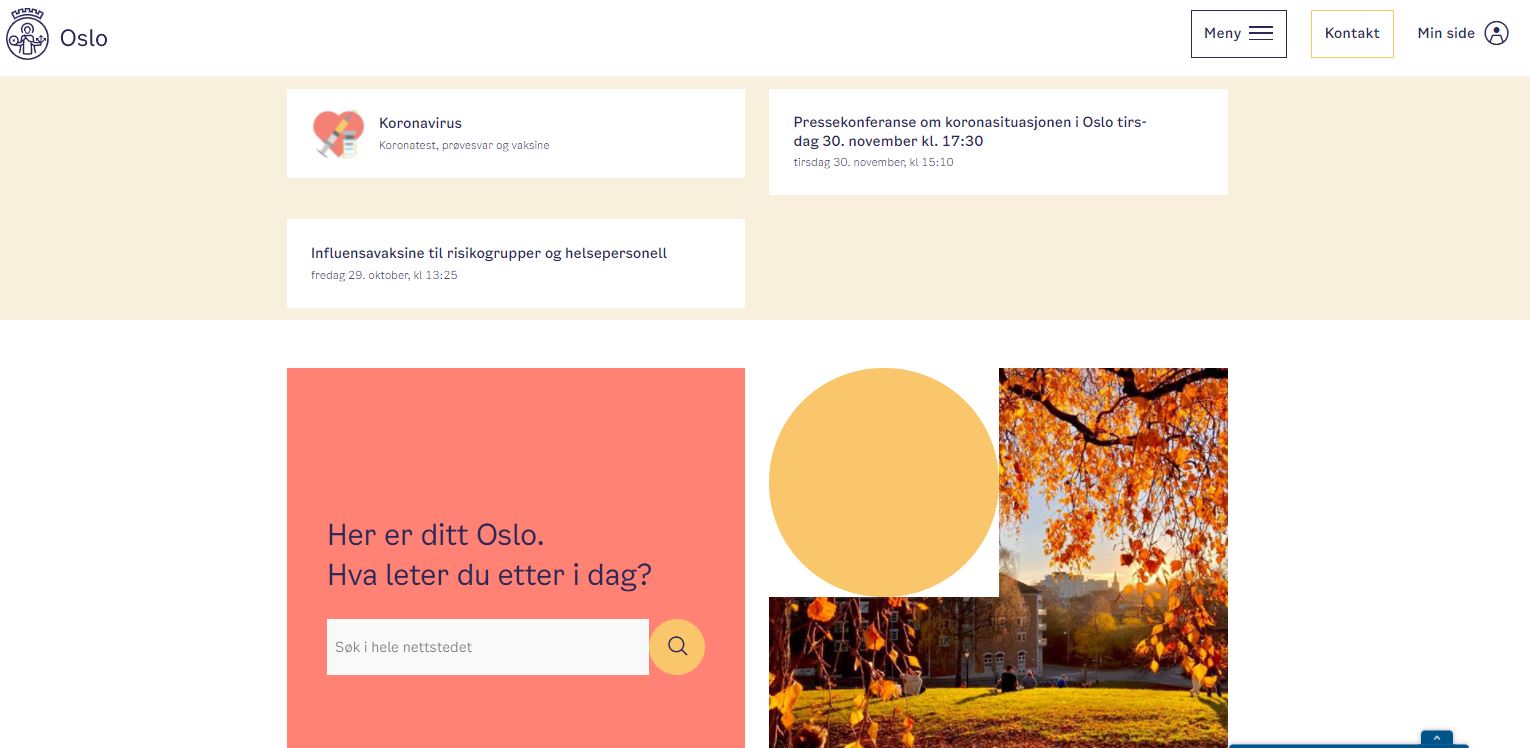 Oslo
Meny
Kontakt
Min side
Koronavirus
Koronatest, prøvesvar og vaksine
Pressekonferanse om koronasituasjonen i Oslo tirs-
dag 30. november kl. 17:30
tirsdag 30. november, kl 15:10
Influensavaksine til risikogrupper og helsepersonell
fredag 29. oktober, kl 13:25
Her er ditt Oslo.
Hva leter du etter i dag?
Søk i hele nettstedet